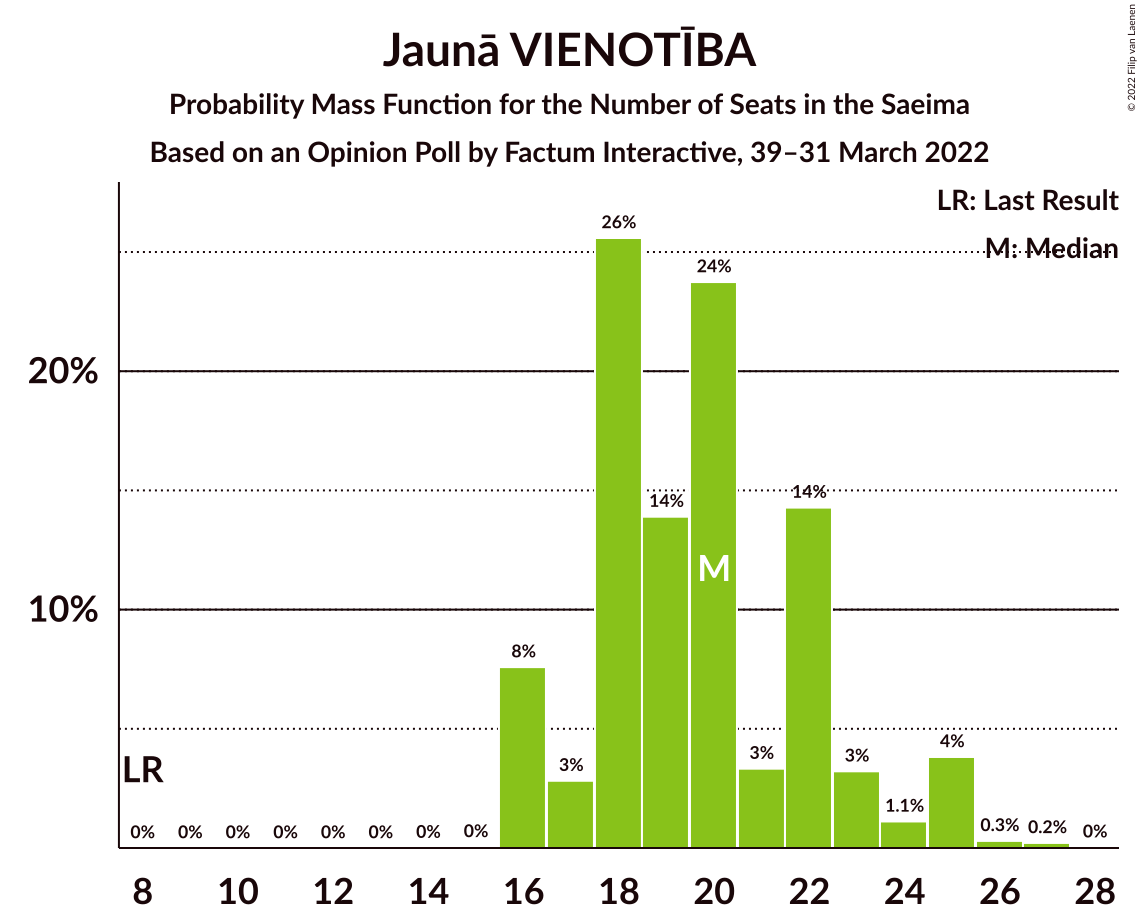 Jaunā VIENOTĪBA
Probability Mass Function for the Number of Seats in the Saeima
Based on an Opinion Poll by Factum Interactive, 39–31 March 2022
© 2022 Filip van Laenen
LR: Last Result
M: Median
20%
10%
26%
24%
14%
14%
M
8%
3%
3%
3%
4%
1.1%
0.3%
0.2%
0%
LR
0% 0% 0% 0% 0% 0% 0% 0%
8 10 12 14 16 18 20 22 24 26 28